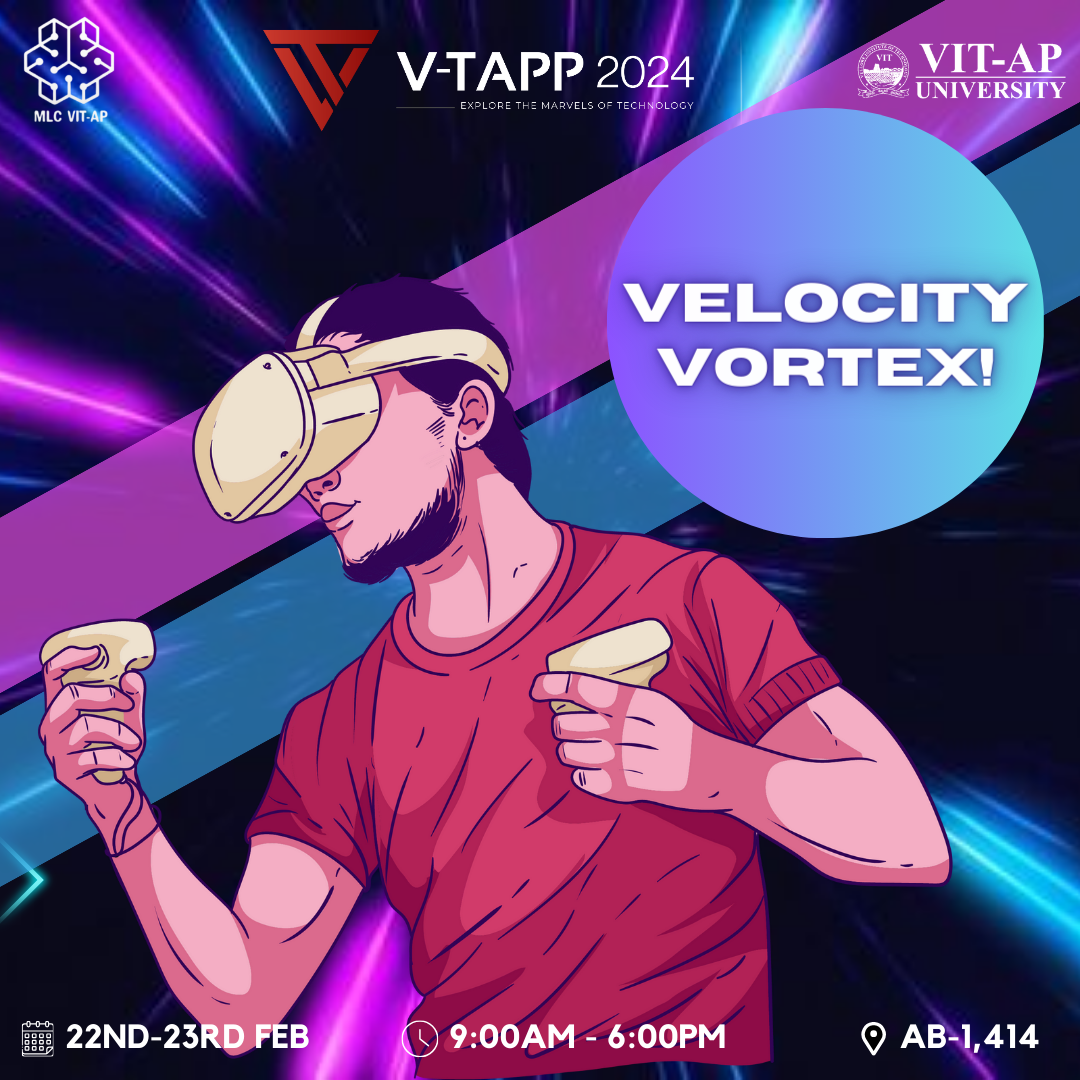 MLC VIT-AP
V-TAPP 2024
EXPLORE THE MARVELS OF TECHNOLOGY
VIT
VIT-AP
UNIVERSITY
VELOCITY
VORTEX!
22ND-23RD FEB
9:00AM - 6:00PM
AB-1,414